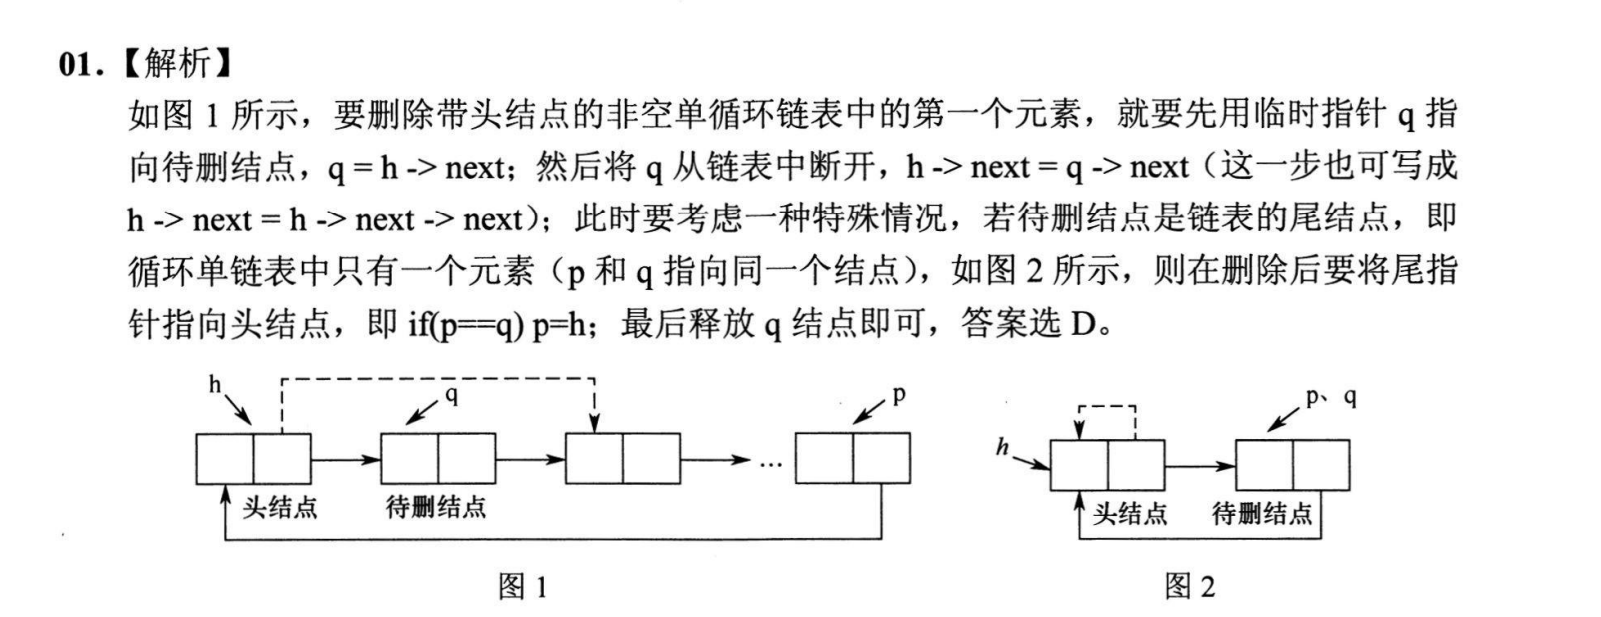 01.【解析】
如图 1 所示，要删除带头结点的非空单循环链表中的第一个元素，就要先用临时指针 q 指
向待删结点，q = h -> next；然后将 q 从链表中断开，h -> next = q -> next（这一步也可写成
h -> next = h -> next -> next）；此时要考虑一种特殊情况，若待删结点是链表的尾结点，即
循环单链表中只有一个元素（p 和 q 指向同一个结点），如图 2 所示，则在删除后要将尾指
针指向头结点，即 if(p==q) p=h；最后释放 q 结点即可，答案选 D。
h
q
p
头结点 待删结点
...
图 1
h
p、q
头结点 待删结点
图 2